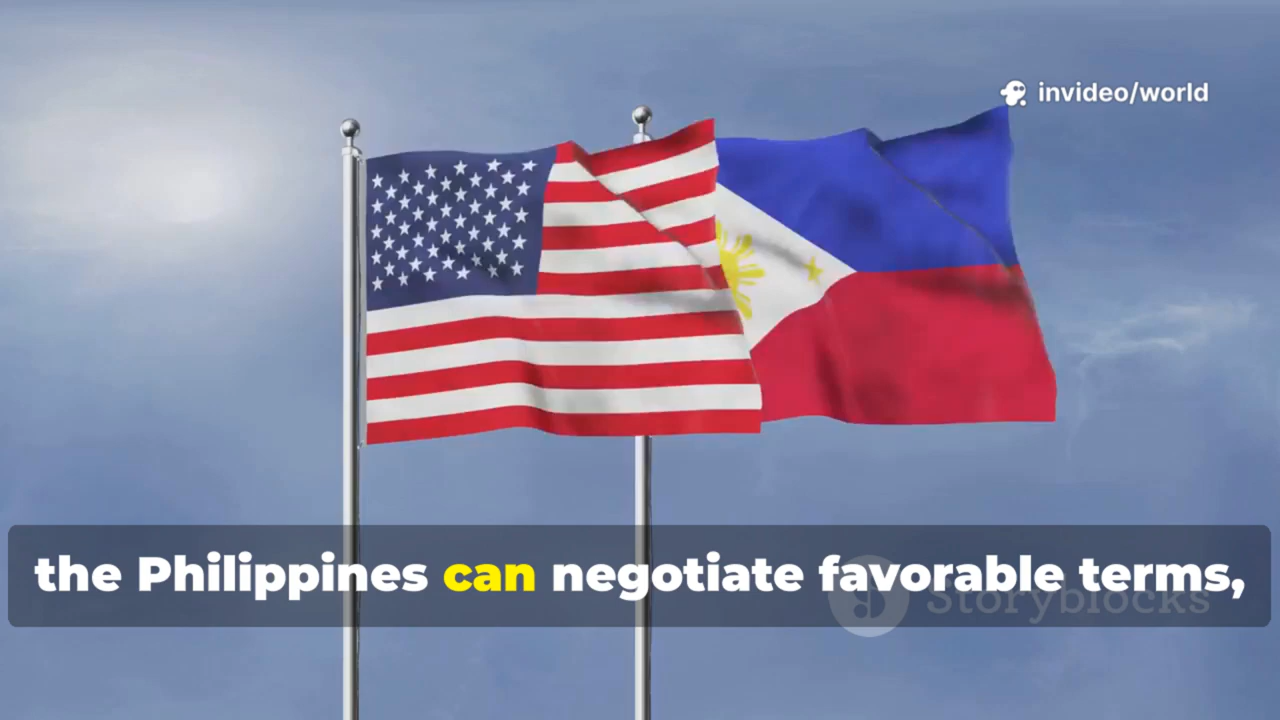 invideo/world
the Philippines can negotiate favorable terms,
Storyblocks